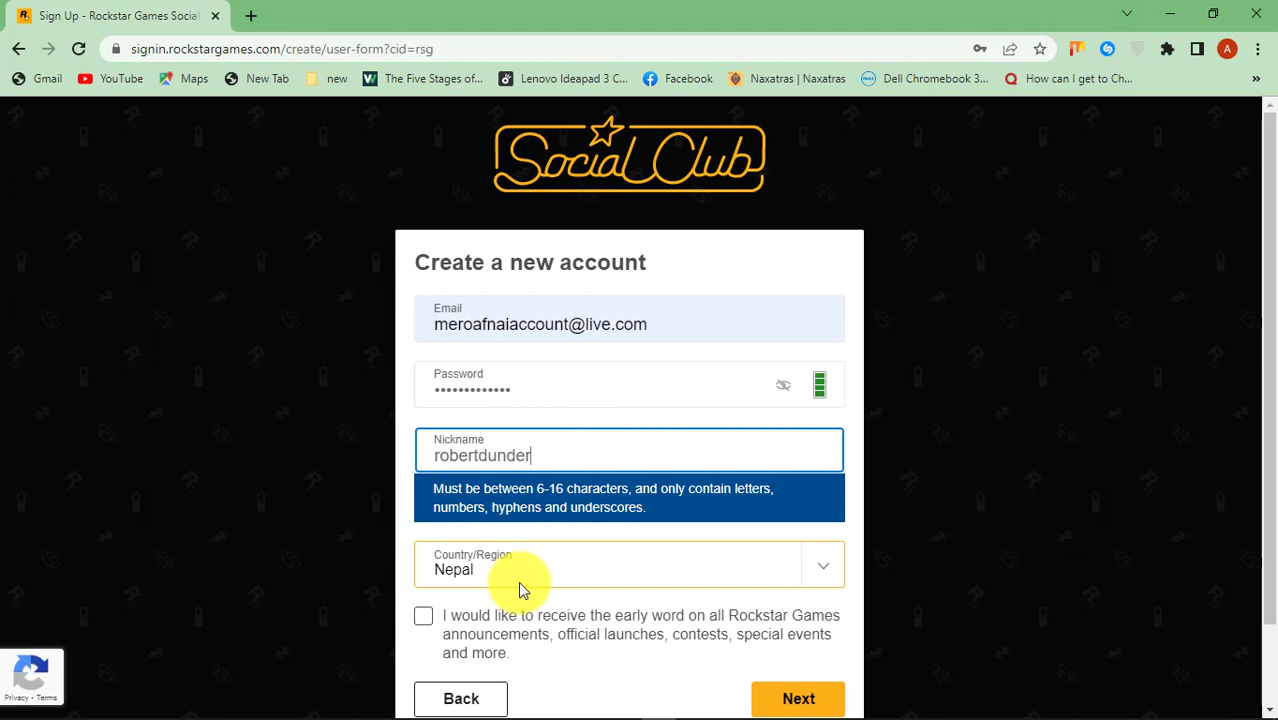 Sign Up - Rockstar Games Social
signin.rockstargames.com/create/user-form?cid=rsg
A
Gmail
YouTube
Maps
New Tab
new
The Five Stages of...
Lenovo Ideapad 3 C...
Facebook
Naxatras | Naxatras
Dell Chromebook 3...
How can I get to Ch...
Social Club
Create a new account
Email
meroafnaiaccount@live.com
Password
•••••••••••••
Nickname
robertdunder
Must be between 6-16 characters, and only contain letters,
numbers, hyphens and underscores.
Country/Region
Nepal
I would like to receive the early word on all Rockstar Games
announcements, official launches, contests, special events
and more.
Privacy - Terms
Back
Next